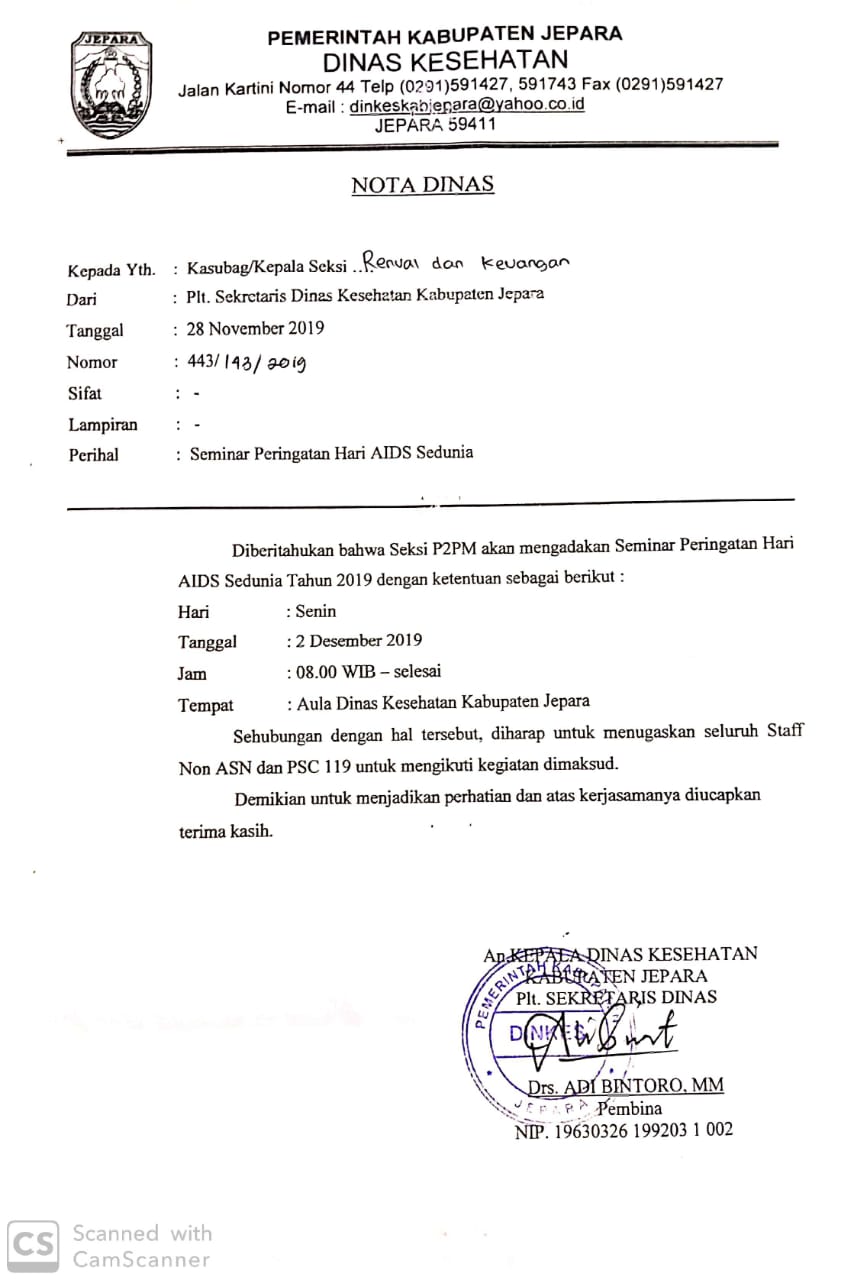 JEPARA
PEMERINTAH KABUPATEN JEPARA
DINAS KESEHATAN
Jalan Kartini Nomor 44 Telp (0291)591427, 591743 Fax (0291)591427
E-mail : dinkeskabjepara@yahoo.co.id
JEPARA 59411
NOTA DINAS
Kepada Yth. : Kasubag/Kepala Seksi ..Renval dan Keuangan
Dari : Plt. Sekretaris Dinas Kesehatan Kabupaten Jepara
Tanggal : 28 November 2019
Nomor : 443/193/2019
Sifat : -
Lampiran : -
Perihal : Seminar Peringatan Hari AIDS Sedunia
Diberitahukan bahwa Seksi P2PM akan mengadakan Seminar Peringatan Hari
AIDS Sedunia Tahun 2019 dengan ketentuan sebagai berikut :
Hari : Senin
Tanggal : 2 Desember 2019
Jam : 08.00 WIB – selesai
Tempat : Aula Dinas Kesehatan Kabupaten Jepara
Sehubungan dengan hal tersebut, diharap untuk menugaskan seluruh Staff
Non ASN dan PSC 119 untuk mengikuti kegiatan dimaksud.
Demikian untuk menjadikan perhatian dan atas kerjasamanya diucapkan
terima kasih.
An.KEPALA DINAS KESEHATAN
KABUPATEN JEPARA
Plt. SEKRETARIS DINAS
PEMERINTAH KABUP
DINKES
JEPARA
Drs. ADI BINTORO, MM
Pembina
NIP. 19630326 199203 1 002
CS
Scanned with
CamScanner